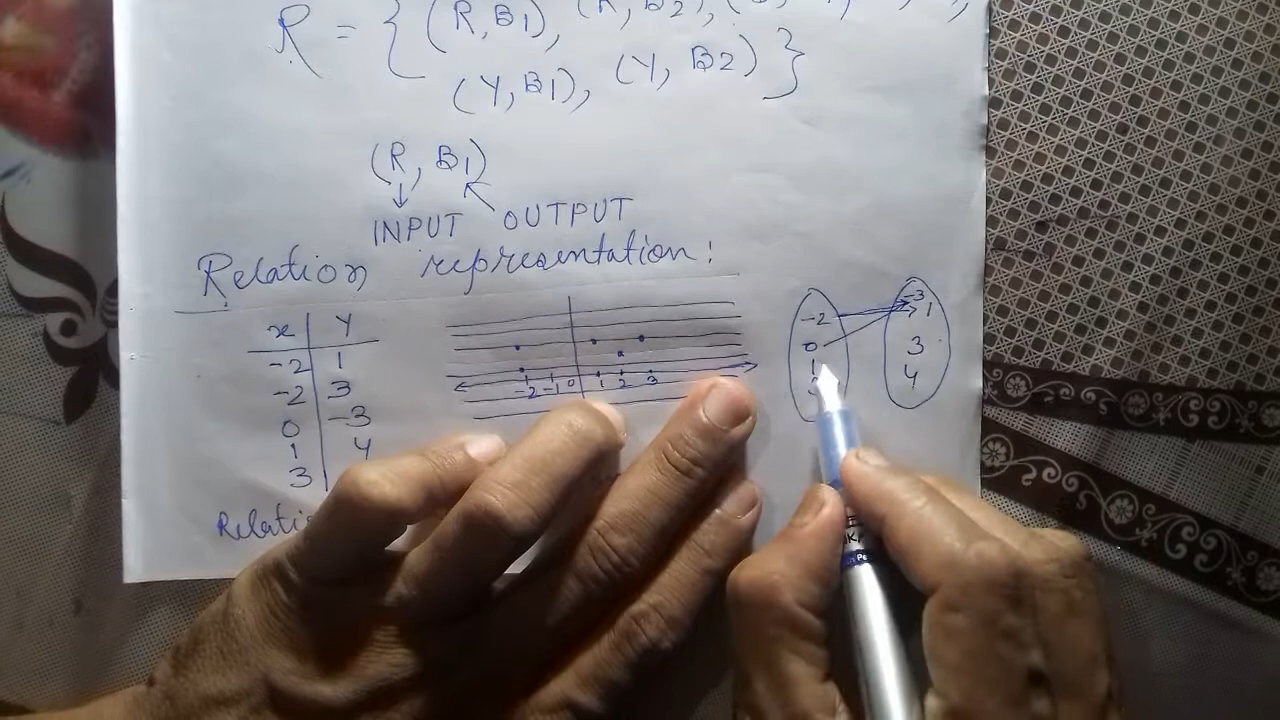 R = { (R, B1), (R, B2), (
(Y, B1), (Y, B2) }
(R, B1)
INPUT OUTPUT
Relation representation:
x Y
-2 1
-2 3
0 -3
1 4
3
-2 -1 0 1 2 3
-2
0
1
-3
1
3
4